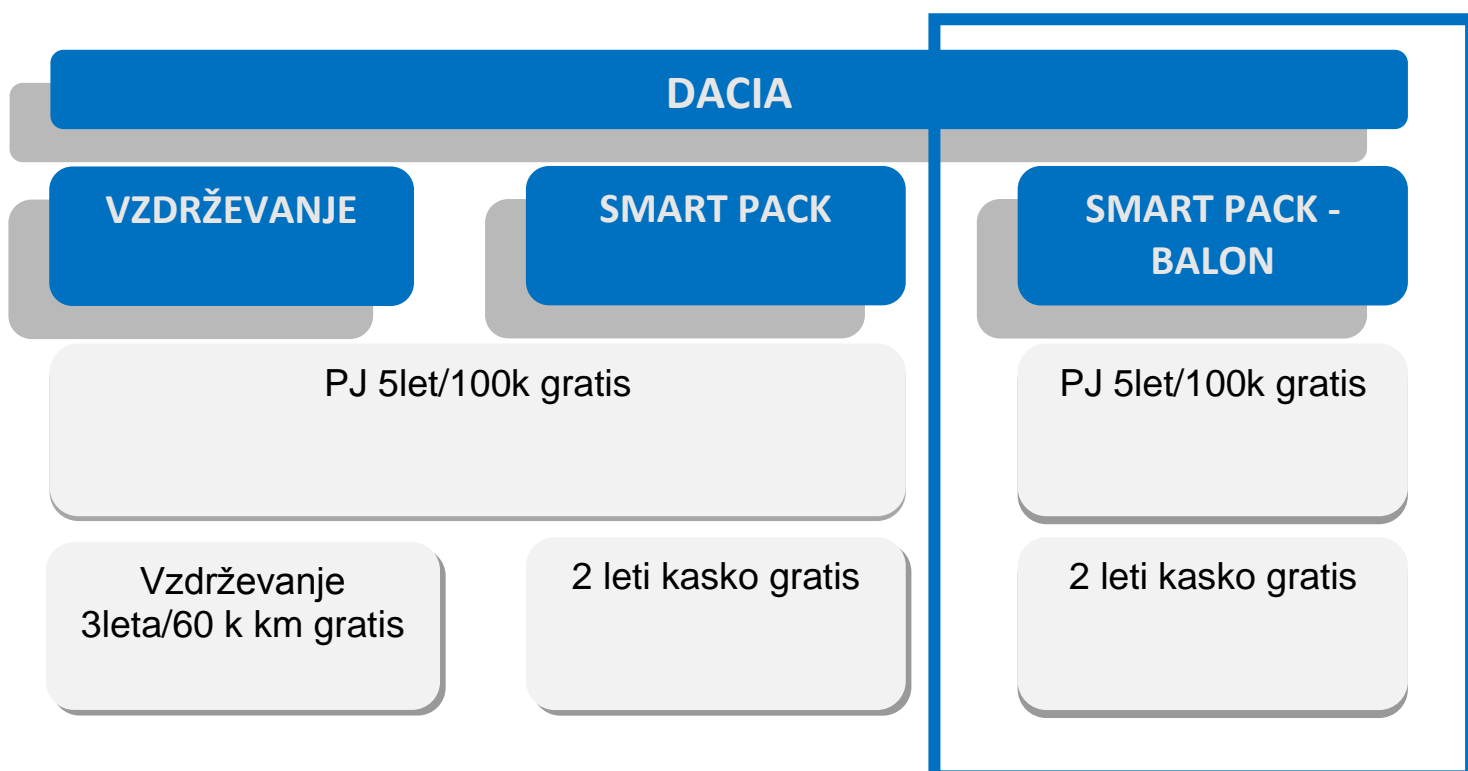 DACIA
VZDRŽEVANJE
SMART PACK
SMART PACK -
BALON
PJ 5let/100k gratis
PJ 5let/100k gratis
Vzdrževanje
3leta/60 k km gratis
2 leti kasko gratis
2 leti kasko gratis